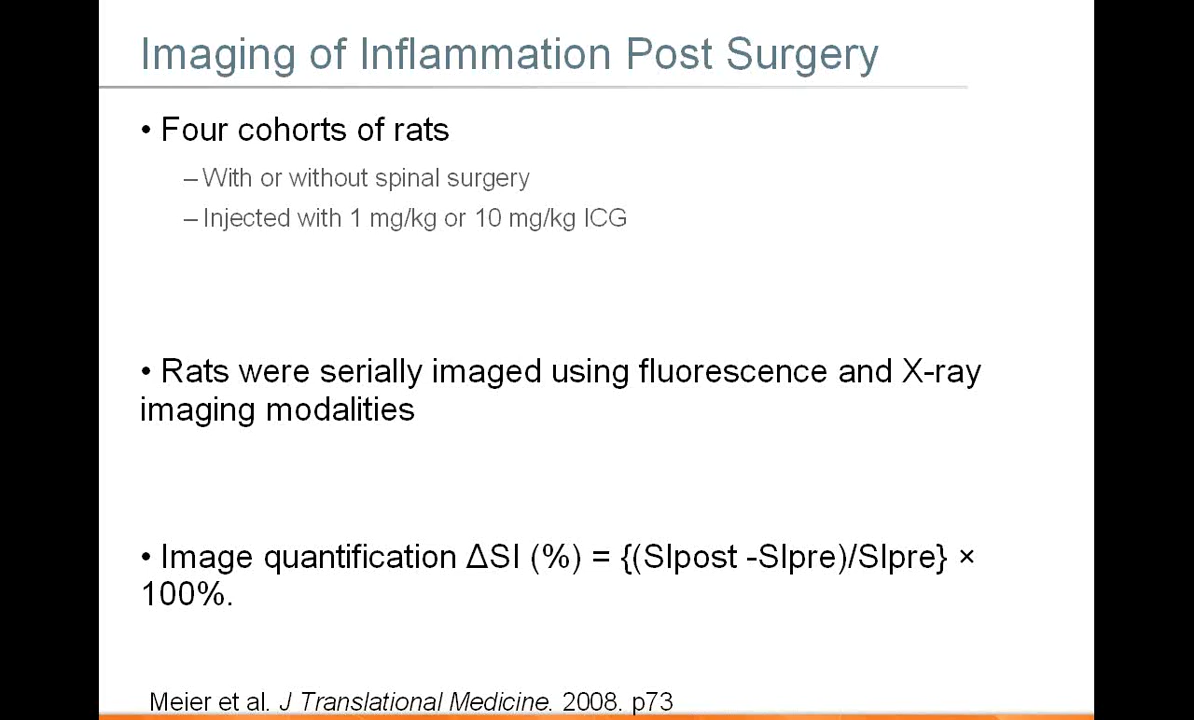 Imaging of Inflammation Post Surgery
• Four cohorts of rats
– With or without spinal surgery
– Injected with 1 mg/kg or 10 mg/kg ICG
• Rats were serially imaged using fluorescence and X-ray
imaging modalities
• Image quantification ΔSI (%) = {(SIpost -SIpre)/SIpre} ×
100%.
Meier et al. J Translational Medicine. 2008. p73